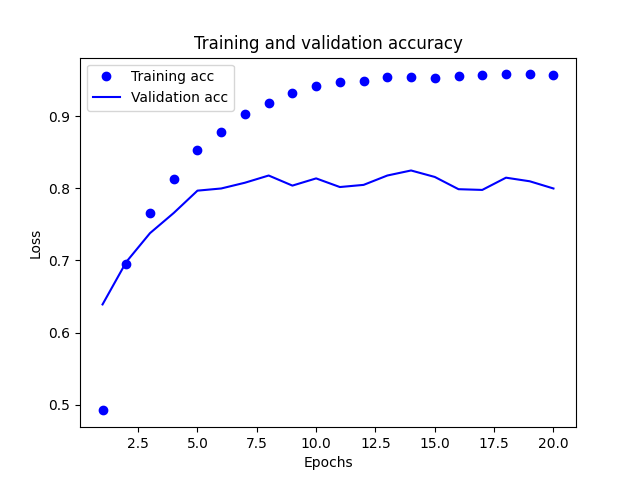 Training and validation accuracy
Training acc
Validation acc
0.9
0.8
0.7
0.6
0.5
Loss
2.5 5.0 7.5 10.0 12.5 15.0 17.5 20.0
Epochs